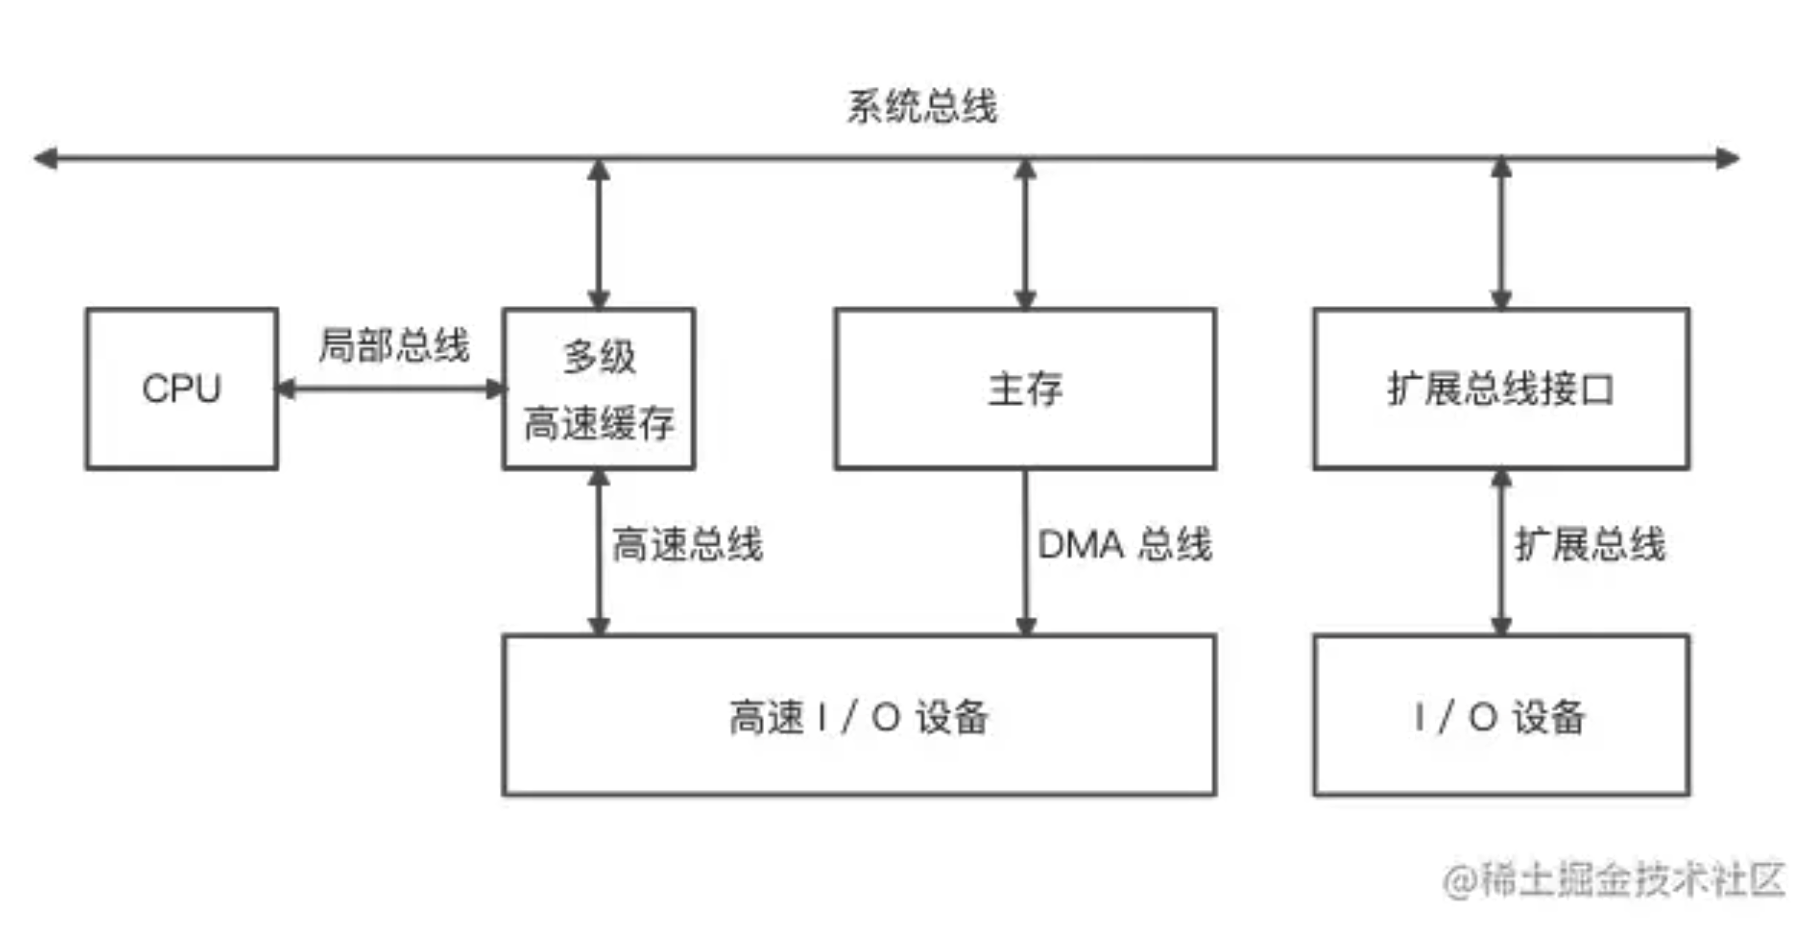 系统总线
CPU
局部总线
多级
高速缓存
主存
扩展总线接口
高速总线
DMA 总线
扩展总线
高速 I / O 设备
I / O 设备
@稀土掘金技术社区